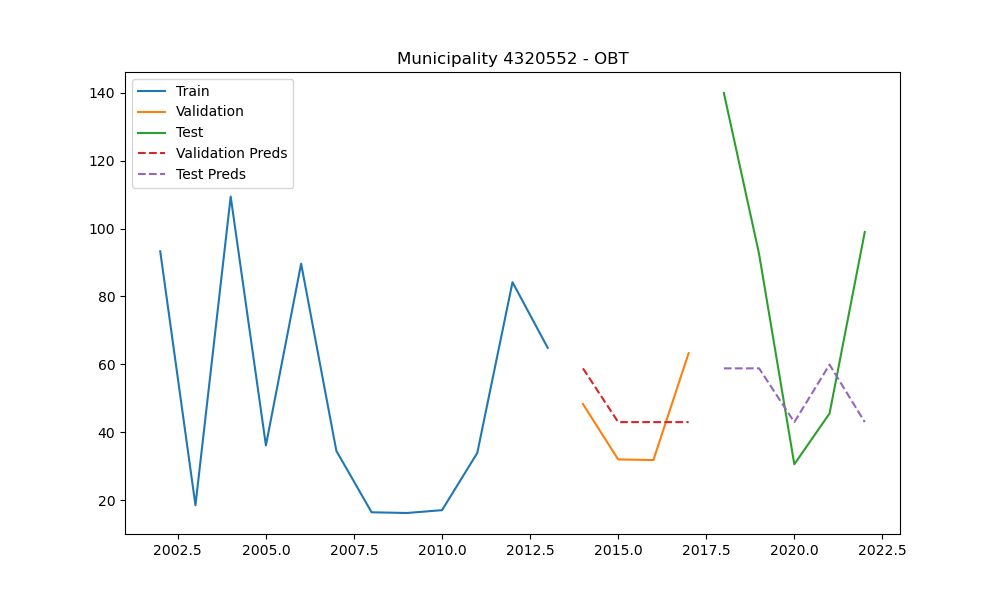 Municipality 4320552 - OBT
Train
Validation
Test
Validation Preds
Test Preds
140
120
100
80
60
40
20
2002.5 2005.0 2007.5 2010.0 2012.5 2015.0 2017.5 2020.0 2022.5